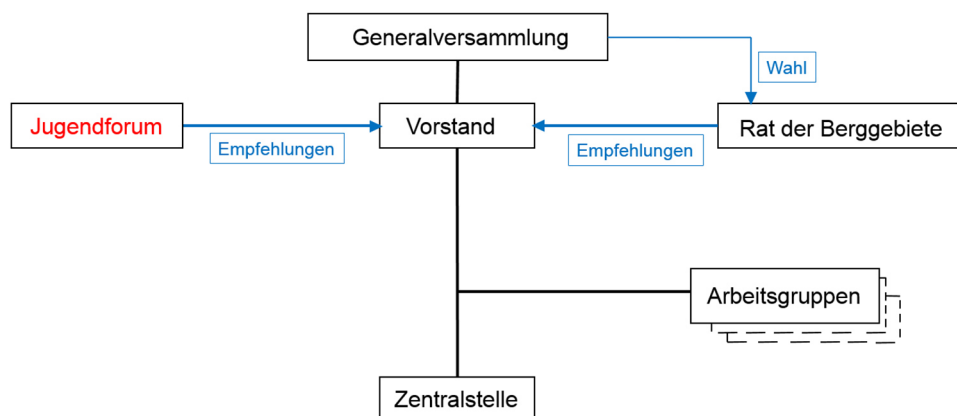 Generalversammlung
Wahl
Jugendforum
Vorstand
Rat der Berggebiete
Empfehlungen
Empfehlungen
Arbeitsgruppen
Zentralstelle